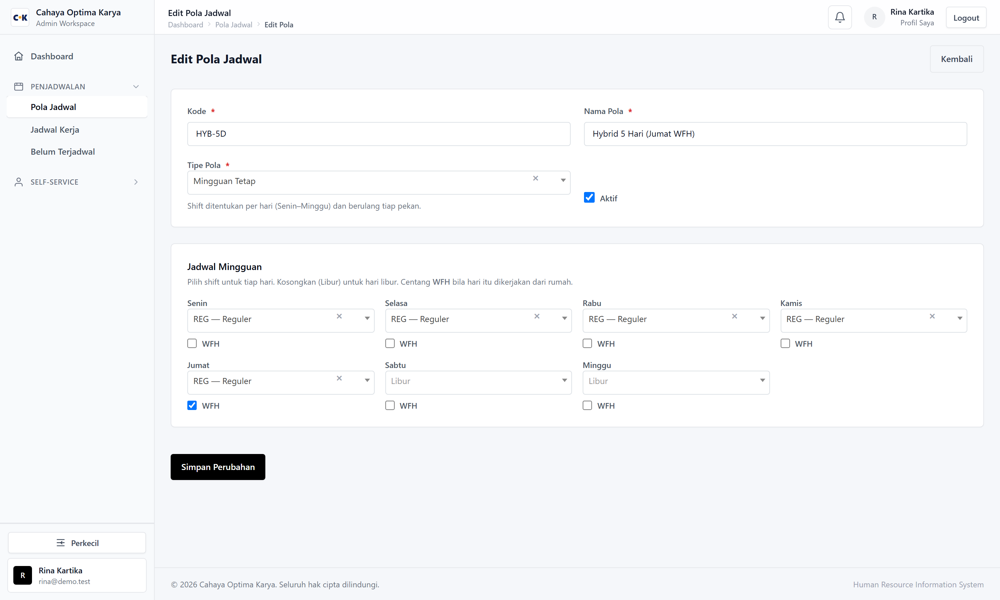 C•K
Cahaya Optima Karya
Admin Workspace
Edit Pola Jadwal
Dashboard > Pola Jadwal > Edit Pola
R
Rina Kartika
Profil Saya
Logout
Dashboard
PENJADWALAN
Pola Jadwal
Jadwal Kerja
Belum Terjadwal
SELF-SERVICE
Edit Pola Jadwal
Kembali
Kode *
HYB-5D
Nama Pola *
Hybrid 5 Hari (Jumat WFH)
Tipe Pola *
Mingguan Tetap
Shift ditentukan per hari (Senin–Minggu) dan berulang tiap pekan.
Aktif
Jadwal Mingguan
Pilih shift untuk tiap hari. Kosongkan (Libur) untuk hari libur. Centang WFH bila hari itu dikerjakan dari rumah.
Senin
REG — Reguler
WFH
Selasa
REG — Reguler
WFH
Rabu
REG — Reguler
WFH
Kamis
REG — Reguler
WFH
Jumat
REG — Reguler
WFH
Sabtu
Libur
WFH
Minggu
Libur
WFH
Simpan Perubahan
Perkecil
R
Rina Kartika
rina@demo.test
© 2026 Cahaya Optima Karya. Seluruh hak cipta dilindungi.
Human Resource Information System